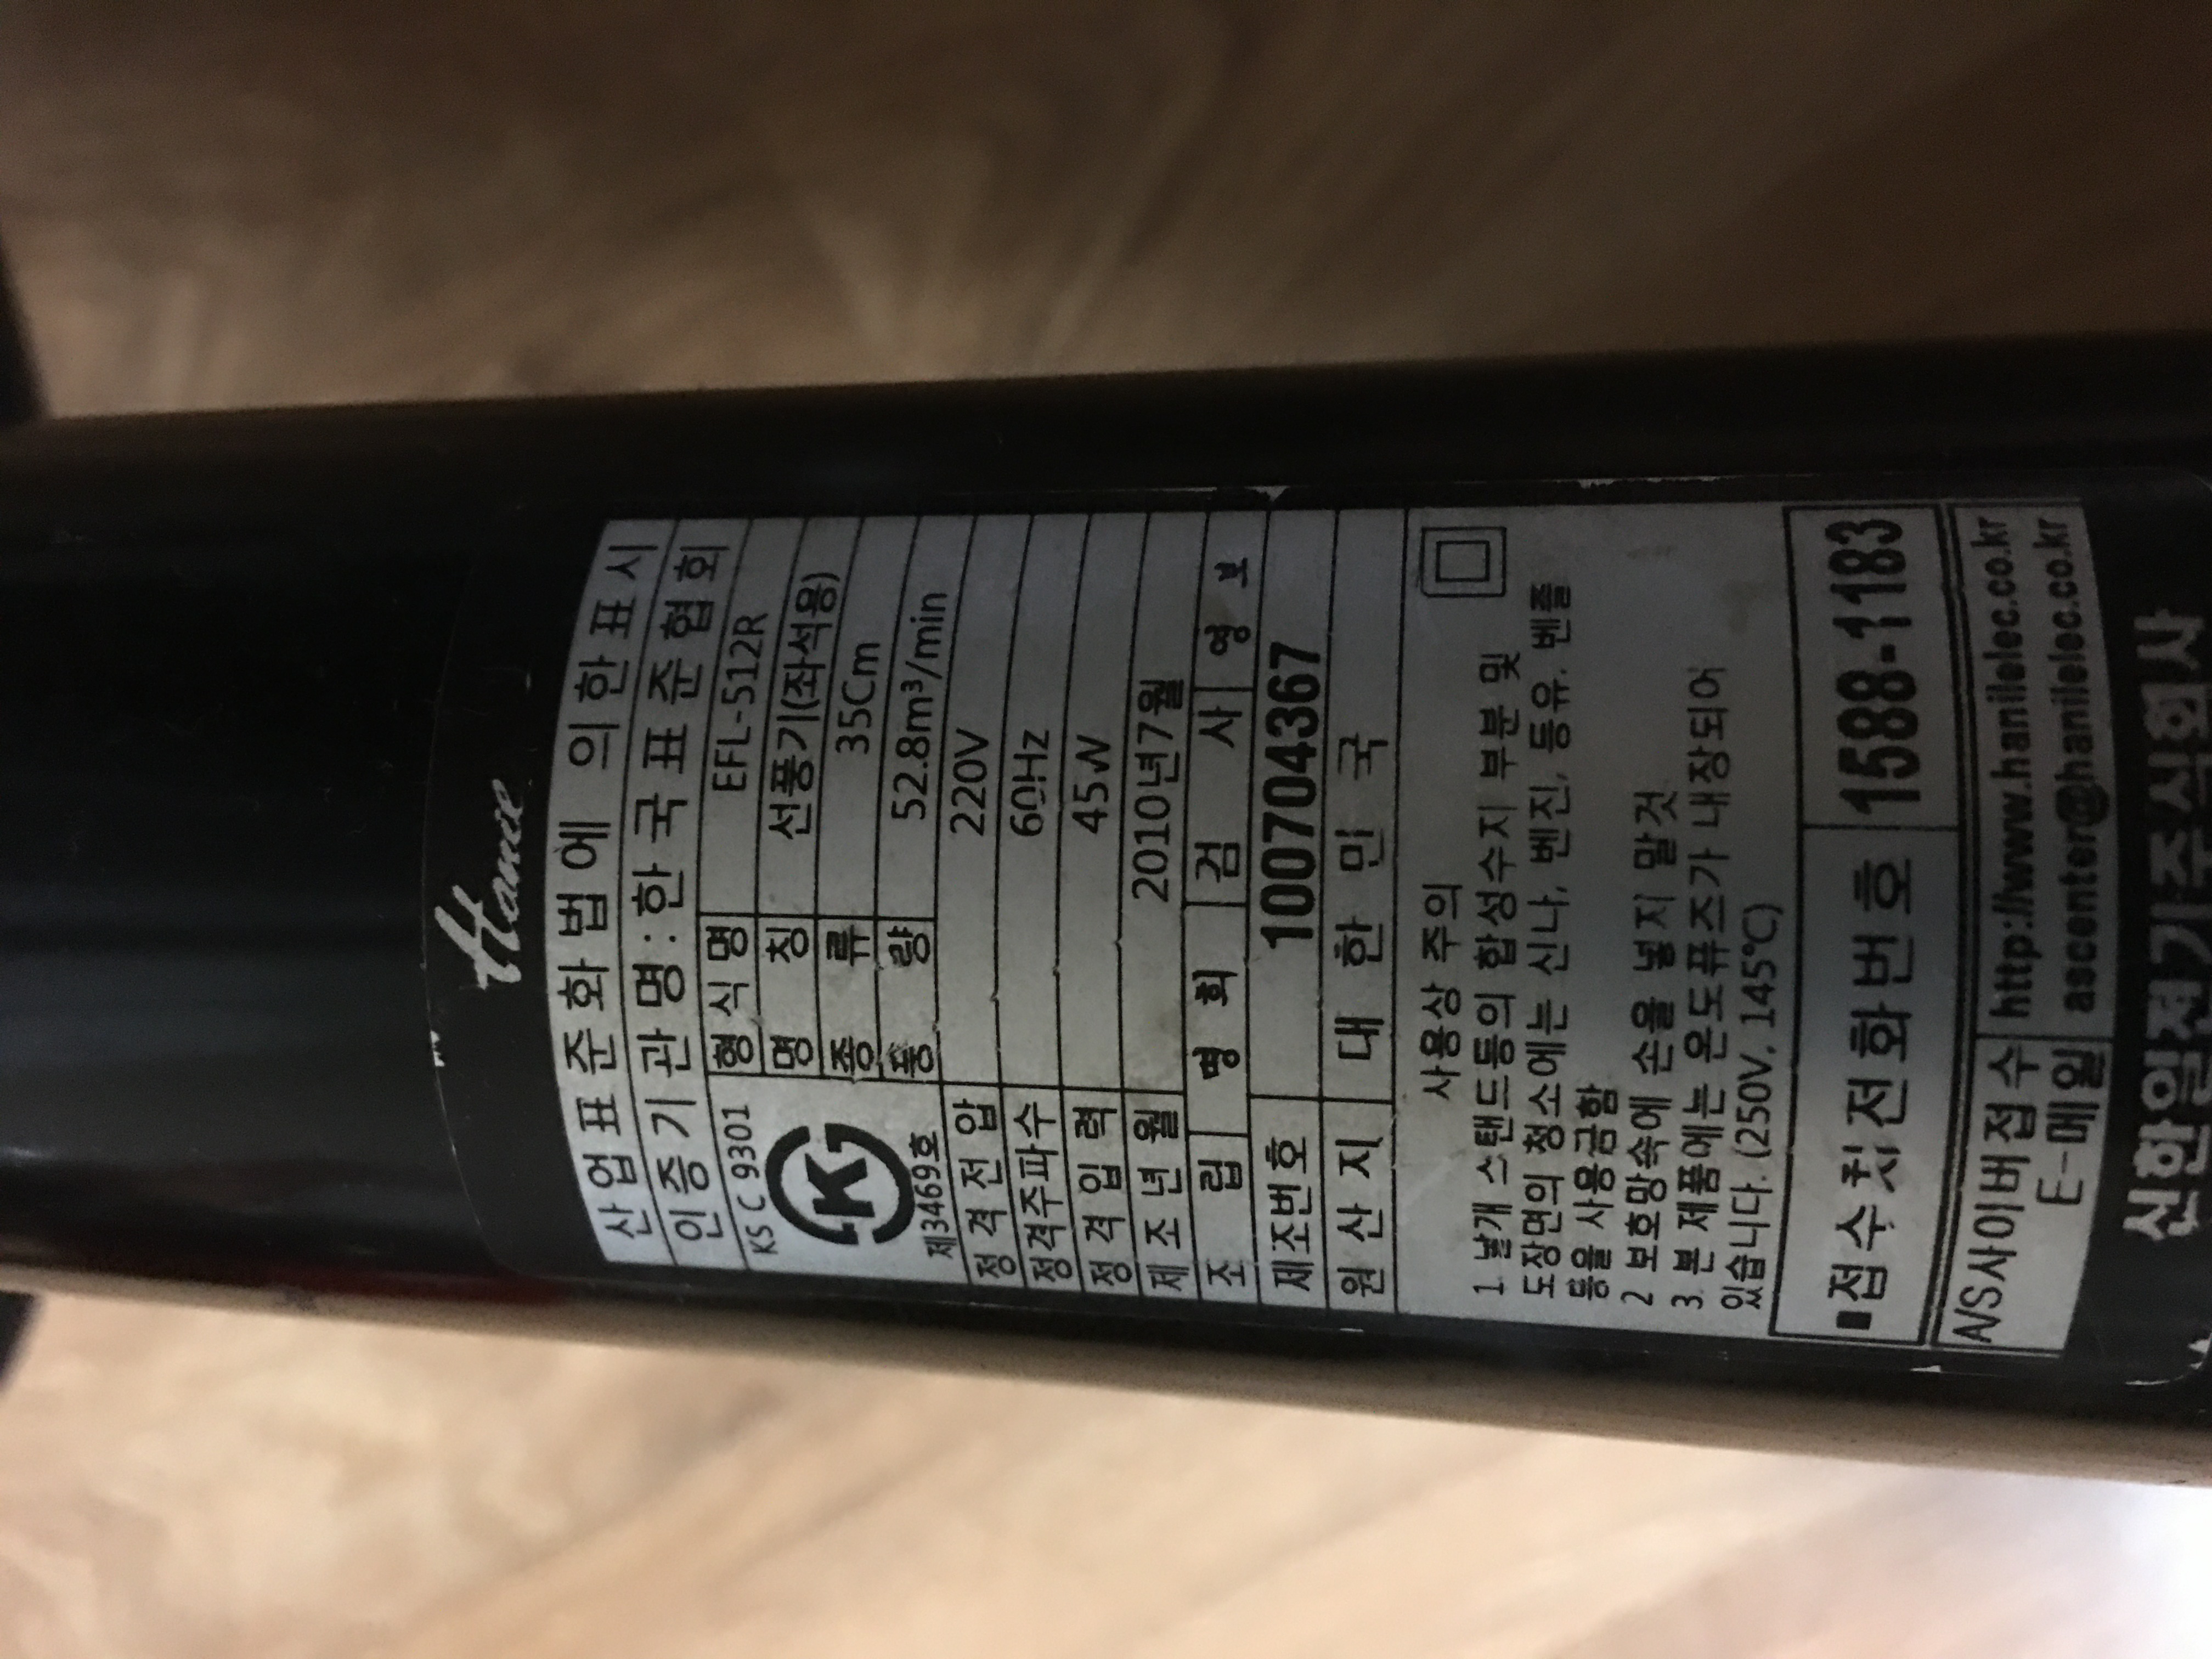 Hanil
산업표준화법에 의한표시
인증기관명:한국표준협회
KS C 9301
제3469호
형식명 EFL-512R
명칭 선풍기(좌석용)
종류 35Cm
풍량 52.8m³/min
정격전압 220V
정격주파수 60Hz
정격입력 45W
제조년월 2010년7월
조립 명희 검사 영보
제조번호 100704367
원산지 대한민국
사용상 주의
1. 날개 스탠드등의 합성수지 부분 및
도장면의 청소에는 신나, 벤진, 등유, 벤졸
등을 사용금함
2 보호망속에 손을 넣지 말것
3. 본 제품에는 온도퓨즈가 내장되어
있습니다. (250V, 145℃)
■접수처전화번호 1588-1183
A/S사이버접수 http://www.hanilelec.co.kr
E-메일 ascenter@hanilelec.co.kr
신한일전기주식회사